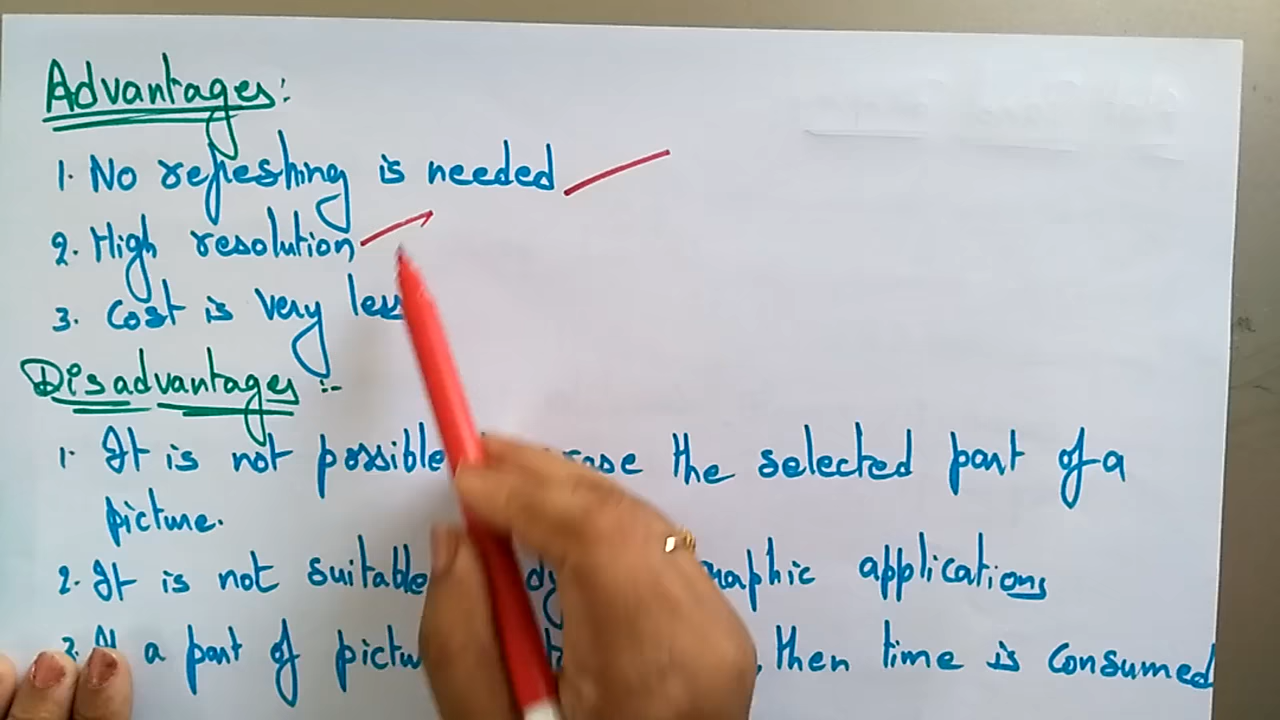 Advantages:
1. No refreshing is needed
2. High resolution
3. Cost is very less
Disadvantages :-
1. It is not possible the selected part of a
picture.
2. It is not suitable applications
3. a part of then time is consumed